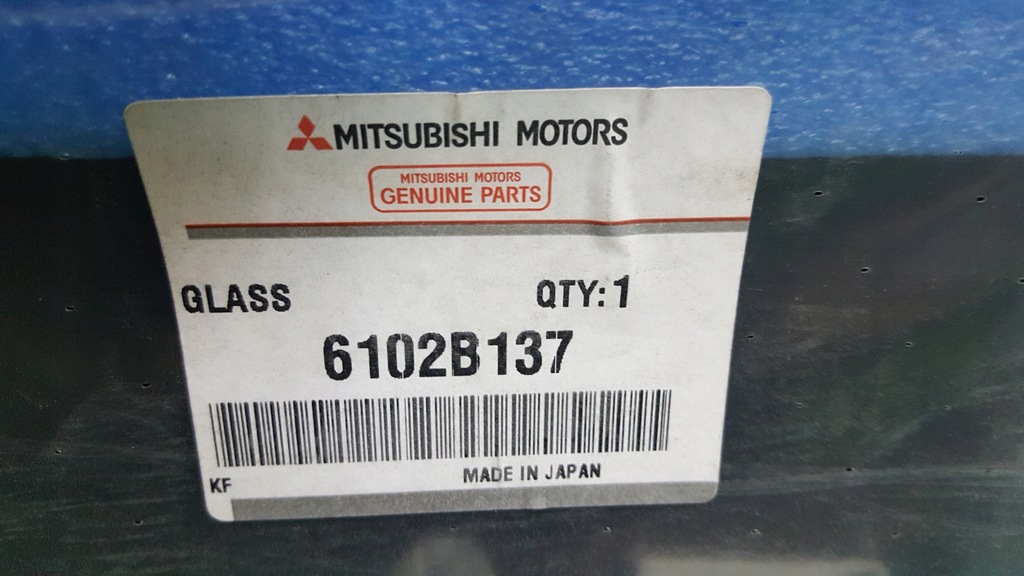 MITSUBISHI MOTORS
MITSUBISHI MOTORS
GENUINE PARTS
GLASS QTY: 1
6102B137
MADE IN JAPAN
KF